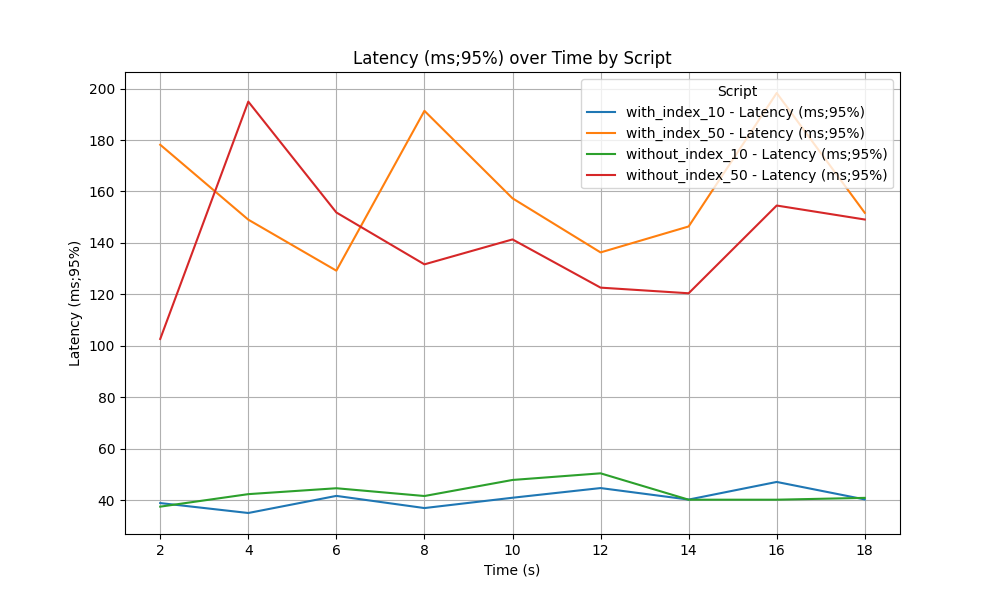 Latency (ms;95%) over Time by Script
Script
with_index_10 - Latency (ms;95%)
with_index_50 - Latency (ms;95%)
without_index_10 - Latency (ms;95%)
without_index_50 - Latency (ms;95%)
Latency (ms;95%)
200
180
160
140
120
100
80
60
40
2 4 6 8 10 12 14 16 18
Time (s)